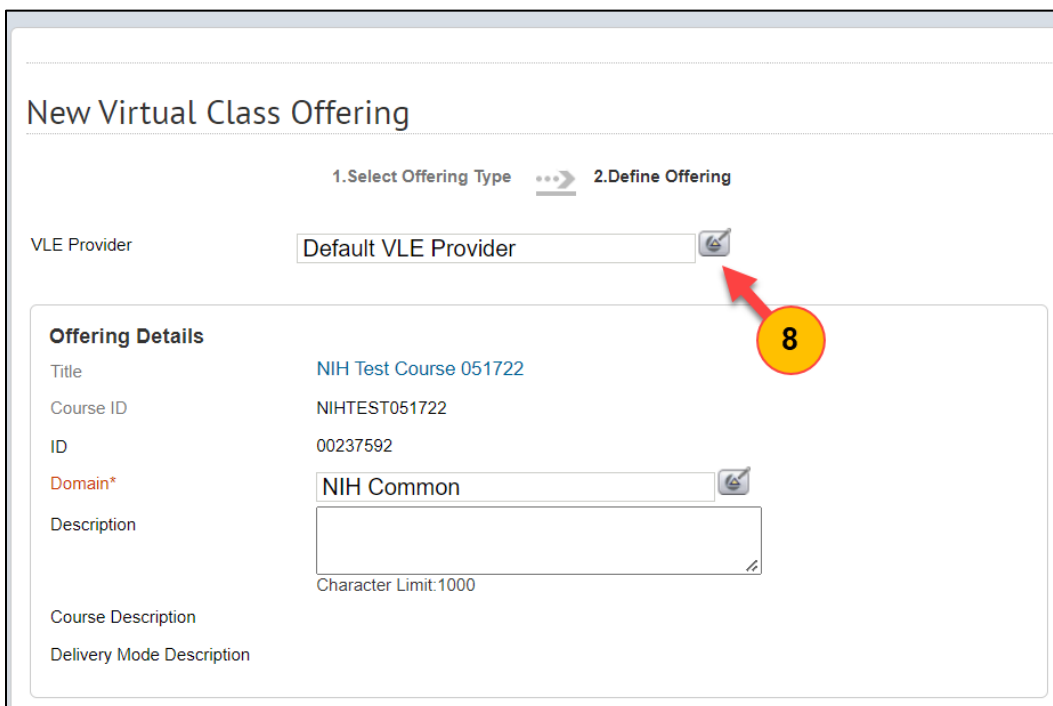 New Virtual Class Offering
1.Select Offering Type 2.Define Offering
VLE Provider Default VLE Provider
8
Offering Details
Title NIH Test Course 051722
Course ID NIHTEST051722
ID 00237592
Domain* NIH Common
Description
Character Limit:1000
Course Description
Delivery Mode Description